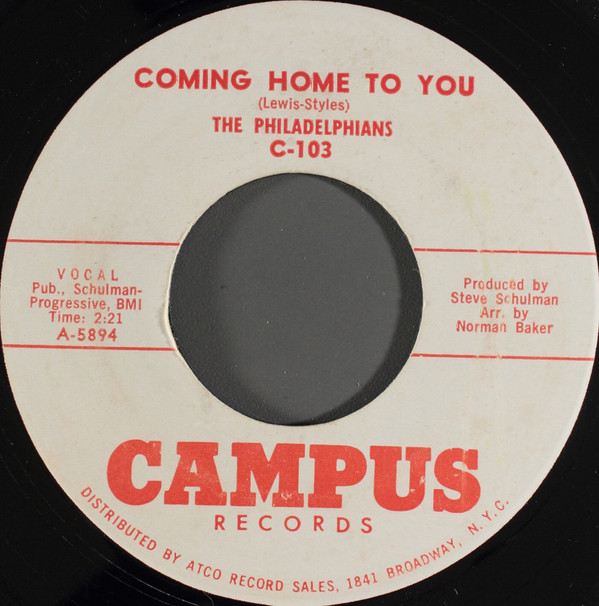 COMING HOME TO YOU
(Lewis-Styles)
THE PHILADELPHIANS
C-103
VOCAL
Pub., Schulman-
Progressive, BMI
Time: 2:21
A-5894
Produced by
Steve Schulman
Arr. by
Norman Baker
CAMPUS
RECORDS
DISTRIBUTED BY ATCO RECORD SALES, 1841 BROADWAY, N.Y.C.